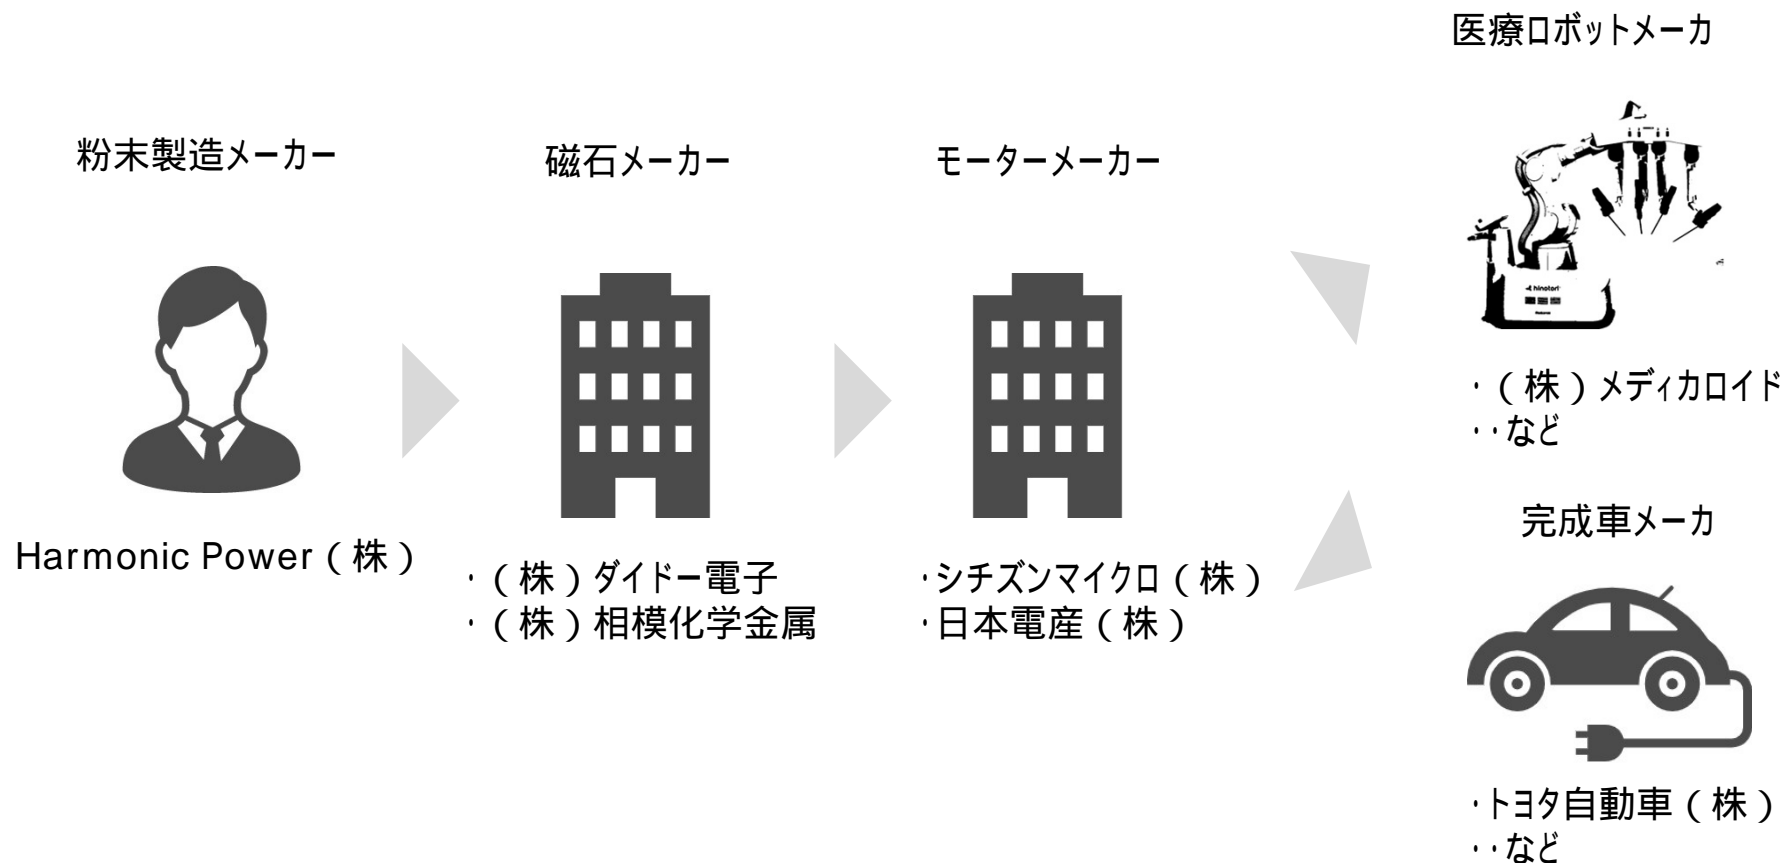 粉末製造メーカー
Harmonic Power（株）
磁石メーカー
・（株）ダイドー電子
・（株）相模化学金属
モーターメーカー
・シチズンマイクロ（株）
・日本電産（株）
医療ロボットメーカ
hinotori
・（株）メディカロイド
・・など
完成車メーカ
・トヨタ自動車（株）
・・など